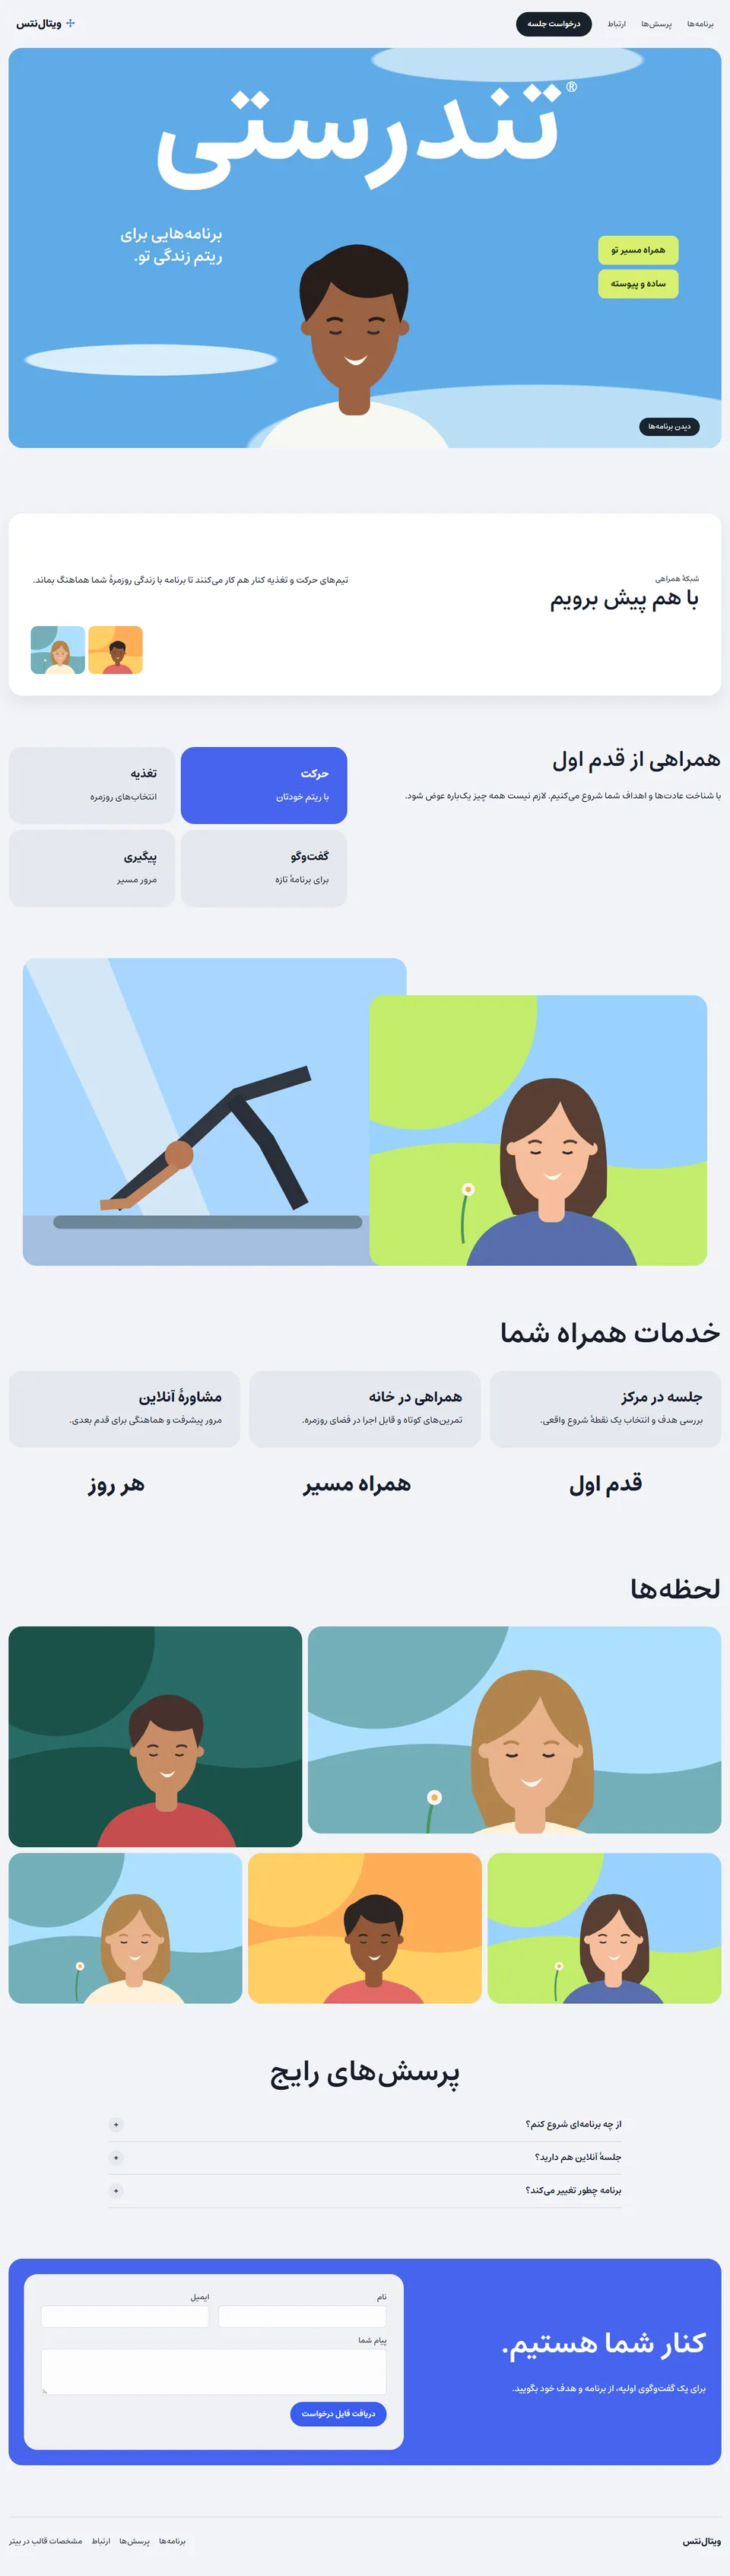 برنامه‌ها
پرسش‌ها
ارتباط
درخواست جلسه
ویتال‌نتس
تندرستی®
همراه مسیر تو
ساده و پیوسته
برنامه‌هایی برای
ریتم زندگی تو.
دیدن برنامه‌ها
شبکهٔ همراهی
با هم پیش برویم
تیم‌های حرکت و تغذیه کنار هم کار می‌کنند تا برنامه با زندگی روزمرهٔ شما هماهنگ بماند.
همراهی از قدم اول
با شناخت عادت‌ها و اهداف شما شروع می‌کنیم. لازم نیست همه چیز یک‌باره عوض شود.
حرکت
با ریتم خودتان
تغذیه
انتخاب‌های روزمره
گفت‌وگو
برای برنامهٔ تازه
پیگیری
مرور مسیر
خدمات همراه شما
جلسه در مرکز
بررسی هدف و انتخاب یک نقطهٔ شروع واقعی.
همراهی در خانه
تمرین‌های کوتاه و قابل اجرا در فضای روزمره.
مشاورهٔ آنلاین
مرور پیشرفت و هماهنگی برای قدم بعدی.
قدم اول
همراه مسیر
هر روز
لحظه‌ها
پرسش‌های رایج
از چه برنامه‌ای شروع کنم؟
+
جلسهٔ آنلاین هم دارید؟
+
برنامه چطور تغییر می‌کند؟
+
کنار شما هستیم.
برای یک گفت‌وگوی اولیه، از برنامه و هدف خود بگویید.
نام
ایمیل
پیام شما
دریافت فایل درخواست
ویتال‌نتس
برنامه‌ها
پرسش‌ها
ارتباط
مشخصات قالب در بیتر